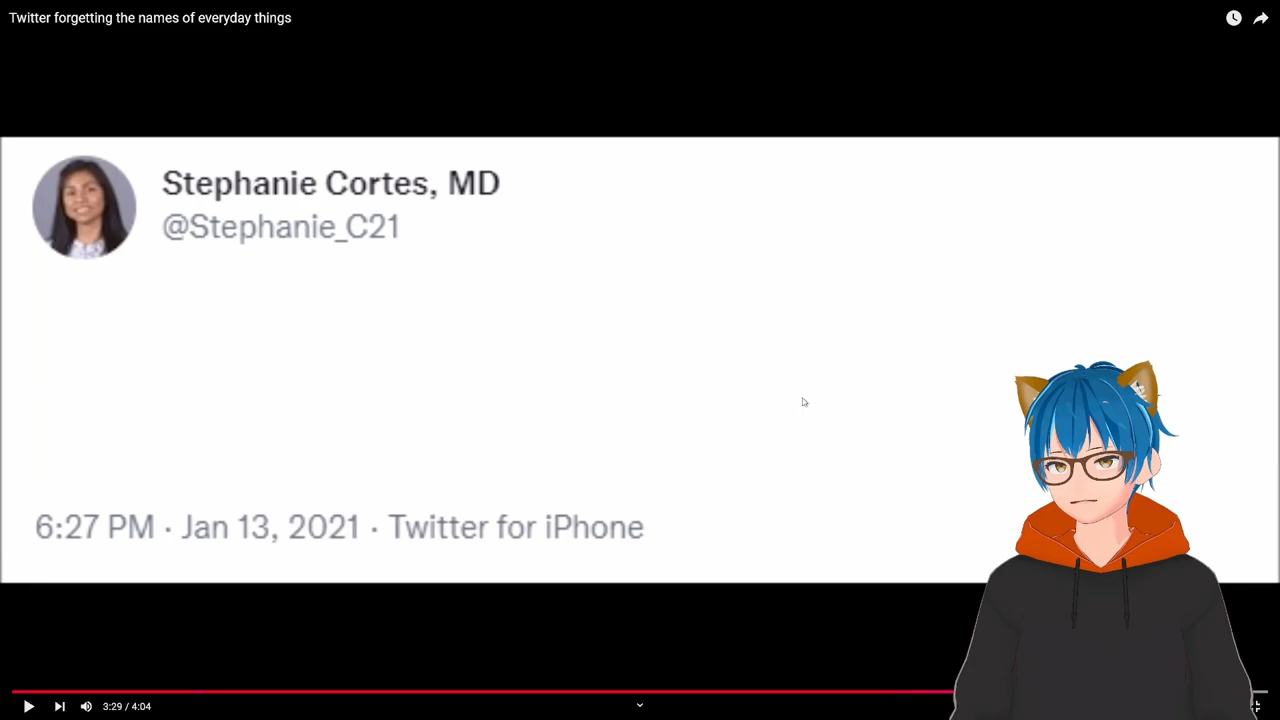 Twitter forgetting the names of everyday things
Stephanie Cortes, MD
@Stephanie_C21
6:27 PM · Jan 13, 2021 · Twitter for iPhone
3:29 / 4:04